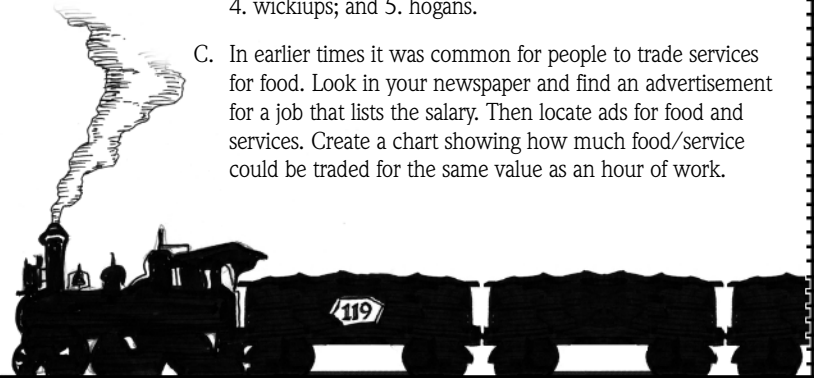 4. wickiups; and 5. hogans.
C. In earlier times it was common for people to trade services
for food. Look in your newspaper and find an advertisement
for a job that lists the salary. Then locate ads for food and
services. Create a chart showing how much food/service
could be traded for the same value as an hour of work.
119